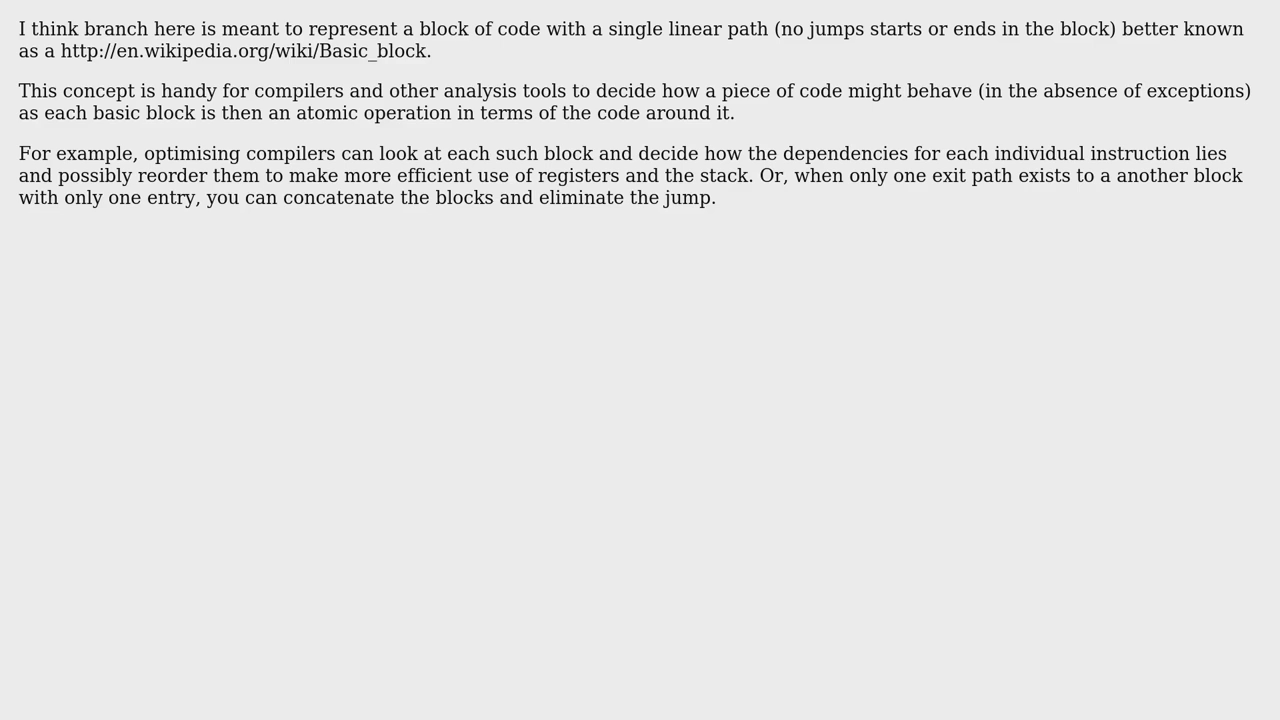 I think branch here is meant to represent a block of code with a single linear path (no jumps starts or ends in the block) better known
as a http://en.wikipedia.org/wiki/Basic_block.
This concept is handy for compilers and other analysis tools to decide how a piece of code might behave (in the absence of exceptions)
as each basic block is then an atomic operation in terms of the code around it.
For example, optimising compilers can look at each such block and decide how the dependencies for each individual instruction lies
and possibly reorder them to make more efficient use of registers and the stack. Or, when only one exit path exists to a another block
with only one entry, you can concatenate the blocks and eliminate the jump.